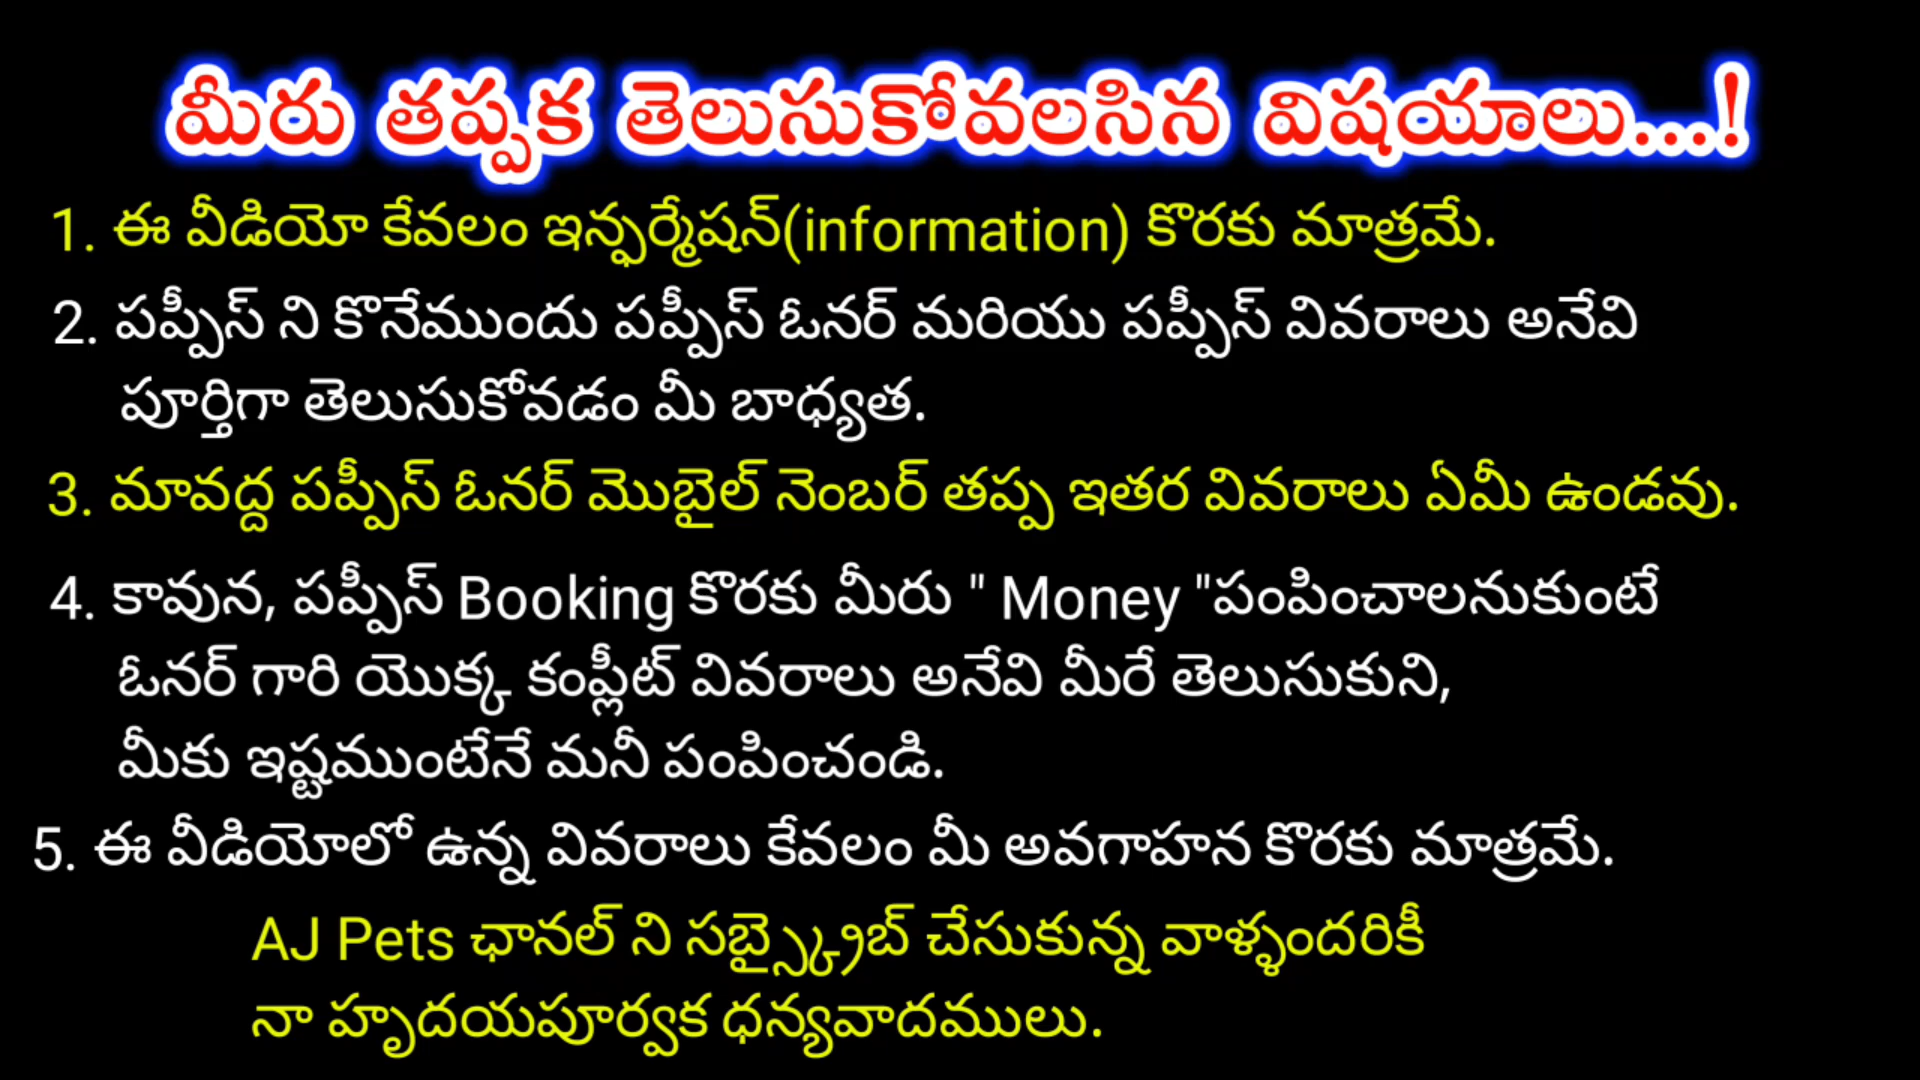 మీరు తప్పక తెలుసుకోవలసిన విషయాలు...!
1. ఈ వీడియో కేవలం ఇన్ఫర్మేషన్(information) కొరకు మాత్రమే.
2. పప్పీస్ ని కొనేముందు పప్పీస్ ఓనర్ మరియు పప్పీస్ వివరాలు అనేవి
పూర్తిగా తెలుసుకోవడం మీ బాధ్యత.
3. మావద్ద పప్పీస్ ఓనర్ మొబైల్ నెంబర్ తప్ప ఇతర వివరాలు ఏమీ ఉండవు.
4. కావున, పప్పీస్ Booking కొరకు మీరు " Money "పంపించాలనుకుంటే
ఓనర్ గారి యొక్క కంప్లీట్ వివరాలు అనేవి మీరే తెలుసుకుని,
మీకు ఇష్టముంటేనే మనీ పంపించండి.
5. ఈ వీడియోలో ఉన్న వివరాలు కేవలం మీ అవగాహన కొరకు మాత్రమే.
AJ Pets ఛానల్ ని సబ్స్క్రైబ్ చేసుకున్న వాళ్ళందరికీ
నా హృదయపూర్వక ధన్యవాదములు.